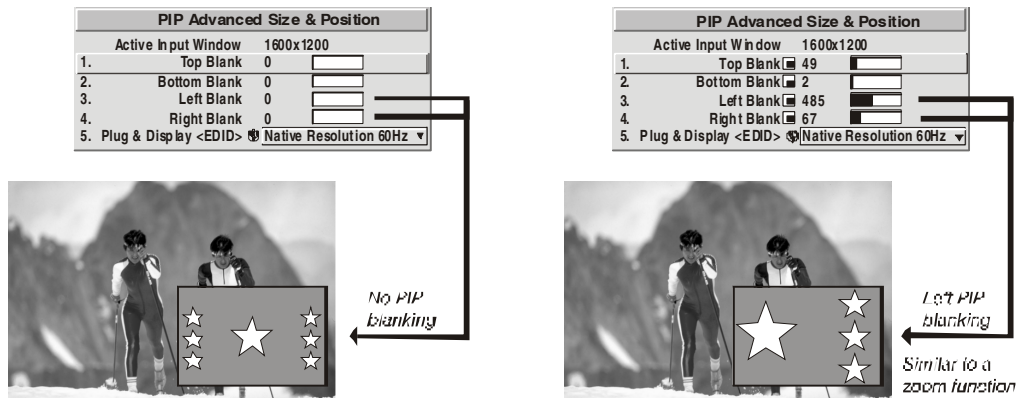 PIP Advanced Size & Position
Active Input Window 1600x1200
1. Top Blank 0
2. Bottom Blank 0
3. Left Blank 0
4. Right Blank 0
5. Plug & Display <EDID> Native Resolution 60Hz
No PIP
blanking
PIP Advanced Size & Position
Active Input Window 1600x1200
1. Top Blank 49
2. Bottom Blank 2
3. Left Blank 485
4. Right Blank 67
5. Plug & Display <EDID> Native Resolution 60Hz
Left PIP
blanking
Similar to a
zoom function